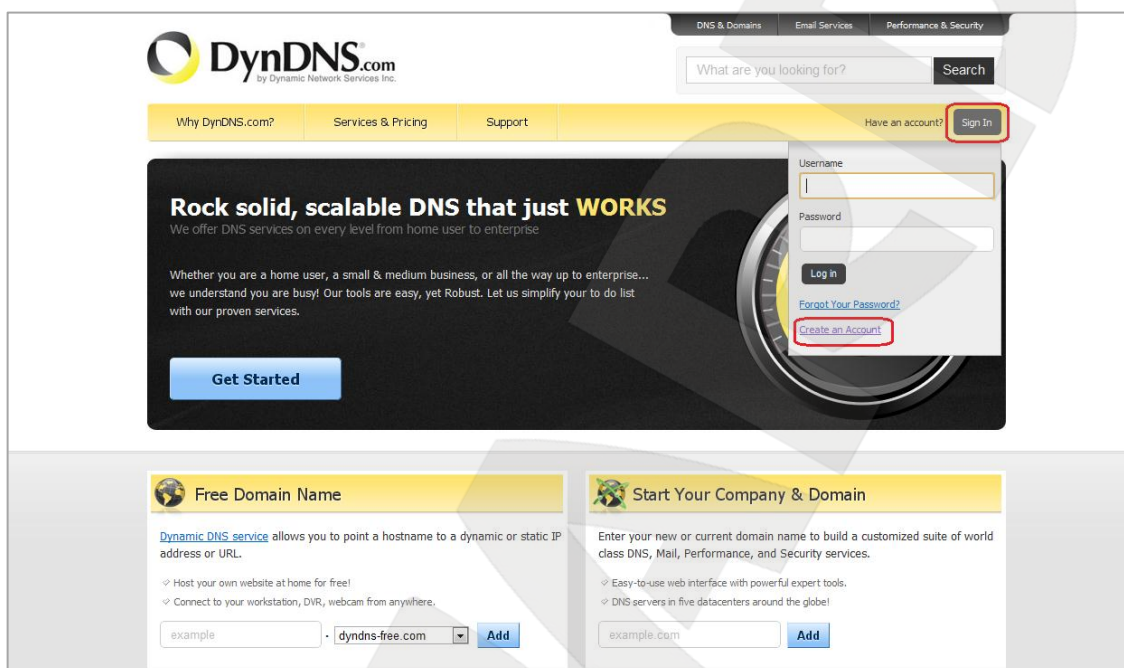 DNS & Domains Email Services Performance & Security
DynDNS.com
by Dynamic Network Services Inc.
What are you looking for? Search
Why DynDNS.com? Services & Pricing Support Have an account? Sign In
Username
Password
Log in
Forgot Your Password?
Create an Account
Rock solid, scalable DNS that just WORKS
We offer DNS services on every level from home user to enterprise
Whether you are a home user, a small & medium business, or all the way up to enterprise...
we understand you are busy! Our tools are easy, yet Robust. Let us simplify your to do list
with our proven services.
Get Started
Free Domain Name
Dynamic DNS service allows you to point a hostname to a dynamic or static IP
address or URL.
Host your own website at home for free!
Connect to your workstation, DVR, webcam from anywhere.
example . dyndns-free.com Add
Start Your Company & Domain
Enter your new or current domain name to build a customized suite of world
class DNS, Mail, Performance, and Security services.
Easy-to-use web interface with powerful expert tools.
DNS servers in five datacenters around the globe!
example.com Add